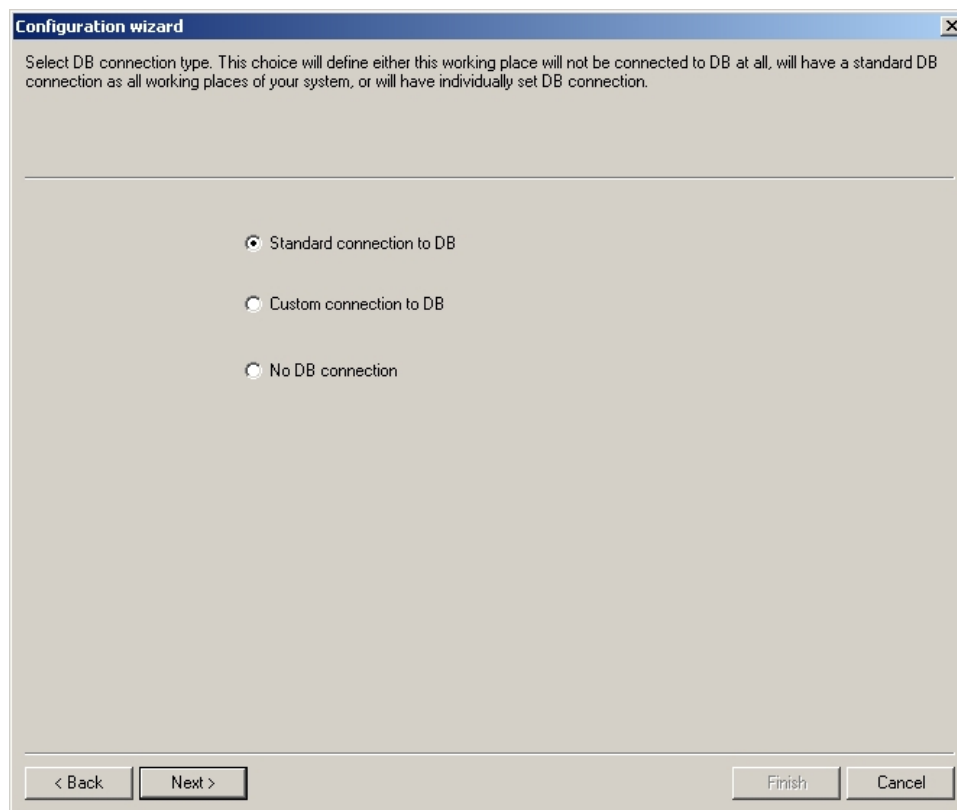 Configuration wizard
Select DB connection type. This choice will define either this working place will not be connected to DB at all, will have a standard DB
connection as all working places of your system, or will have individually set DB connection.
Standard connection to DB
Custom connection to DB
No DB connection
< Back
Next >
Finish
Cancel